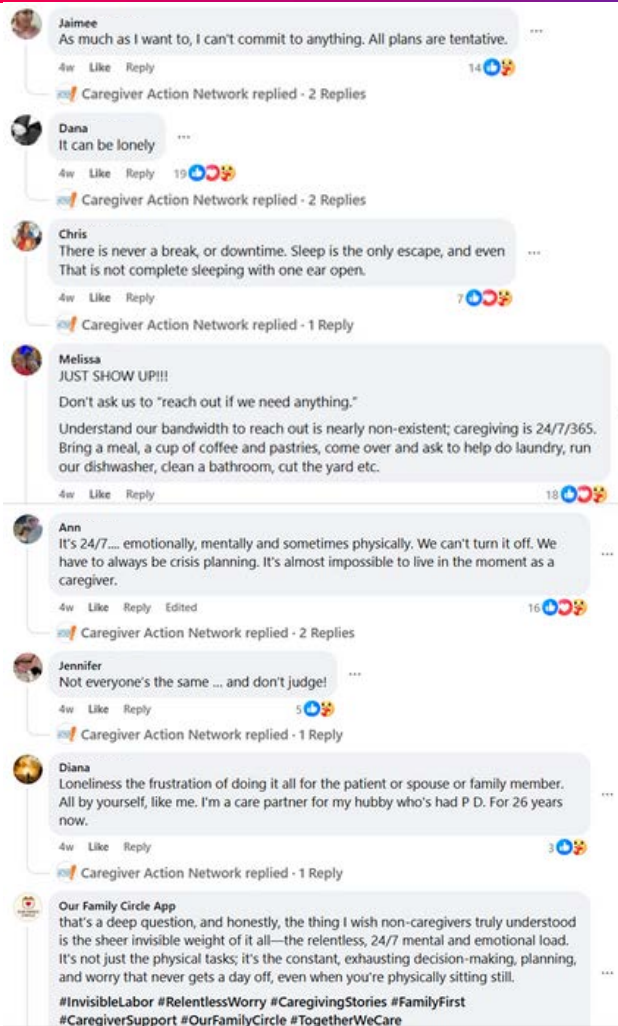 Jaimee
As much as I want to, I can't commit to anything. All plans are tentative.
4w Like Reply 14
Caregiver Action Network replied · 2 Replies
Dana
It can be lonely
4w Like Reply 19
Caregiver Action Network replied · 2 Replies
Chris
There is never a break, or downtime. Sleep is the only escape, and even
That is not complete sleeping with one ear open.
4w Like Reply 7
Caregiver Action Network replied · 1 Reply
Melissa
JUST SHOW UP!!!
Don't ask us to “reach out if we need anything.”
Understand our bandwidth to reach out is nearly non-existent; caregiving is 24/7/365.
Bring a meal, a cup of coffee and pastries, come over and ask to help do laundry, run
our dishwasher, clean a bathroom, cut the yard etc.
4w Like Reply 18
Ann
It's 24/7.... emotionally, mentally and sometimes physically. We can't turn it off. We
have to always be crisis planning. It's almost impossible to live in the moment as a
caregiver.
4w Like Reply Edited 16
Caregiver Action Network replied · 2 Replies
Jennifer
Not everyone's the same ... and don't judge!
4w Like Reply 5
Caregiver Action Network replied · 1 Reply
Diana
Loneliness the frustration of doing it all for the patient or spouse or family member.
All by yourself, like me. I'm a care partner for my hubby who's had P D. For 26 years
now.
4w Like Reply 3
Caregiver Action Network replied · 1 Reply
Our Family Circle App
that's a deep question, and honestly, the thing I wish non-caregivers truly understood
is the sheer invisible weight of it all—the relentless, 24/7 mental and emotional load.
It's not just the physical tasks; it's the constant, exhausting decision-making, planning,
and worry that never gets a day off, even when you're physically sitting still.
#InvisibleLabor #RelentlessWorry #CaregivingStories #FamilyFirst
#CaregiverSupport #OurFamilyCircle #TogetherWeCare